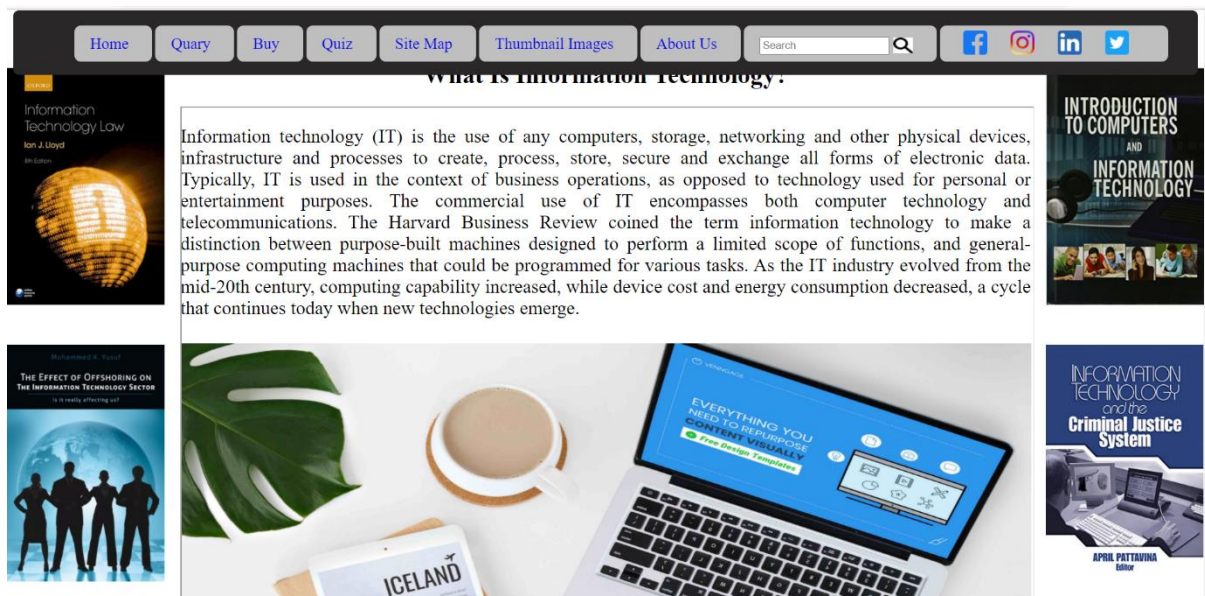 Home Quary Buy Quiz Site Map Thumbnail Images About Us Search
What Is Information Technology?
OXFORD
Information
Technology Law
Ian J. Lloyd
8th Edition
Information technology (IT) is the use of any computers, storage, networking and other physical devices,
infrastructure and processes to create, process, store, secure and exchange all forms of electronic data.
Typically, IT is used in the context of business operations, as opposed to technology used for personal or
entertainment purposes. The commercial use of IT encompasses both computer technology and
telecommunications. The Harvard Business Review coined the term information technology to make a
distinction between purpose-built machines designed to perform a limited scope of functions, and general-
purpose computing machines that could be programmed for various tasks. As the IT industry evolved from the
mid-20th century, computing capability increased, while device cost and energy consumption decreased, a cycle
that continues today when new technologies emerge.
INTRODUCTION
TO COMPUTERS
AND
INFORMATION
TECHNOLOGY
Mohammed A. Yusuf
THE EFFECT OF OFFSHORING ON
THE INFORMATION TECHNOLOGY SECTOR
Is it really affecting us?
VENNGAGE
EVERYTHING YOU
NEED TO REPURPOSE
CONTENT VISUALLY
Free Design Templates
ICELAND
INFORMATION
TECHNOLOGY
and the
Criminal Justice
System
APRIL PATTAVINA
Editor